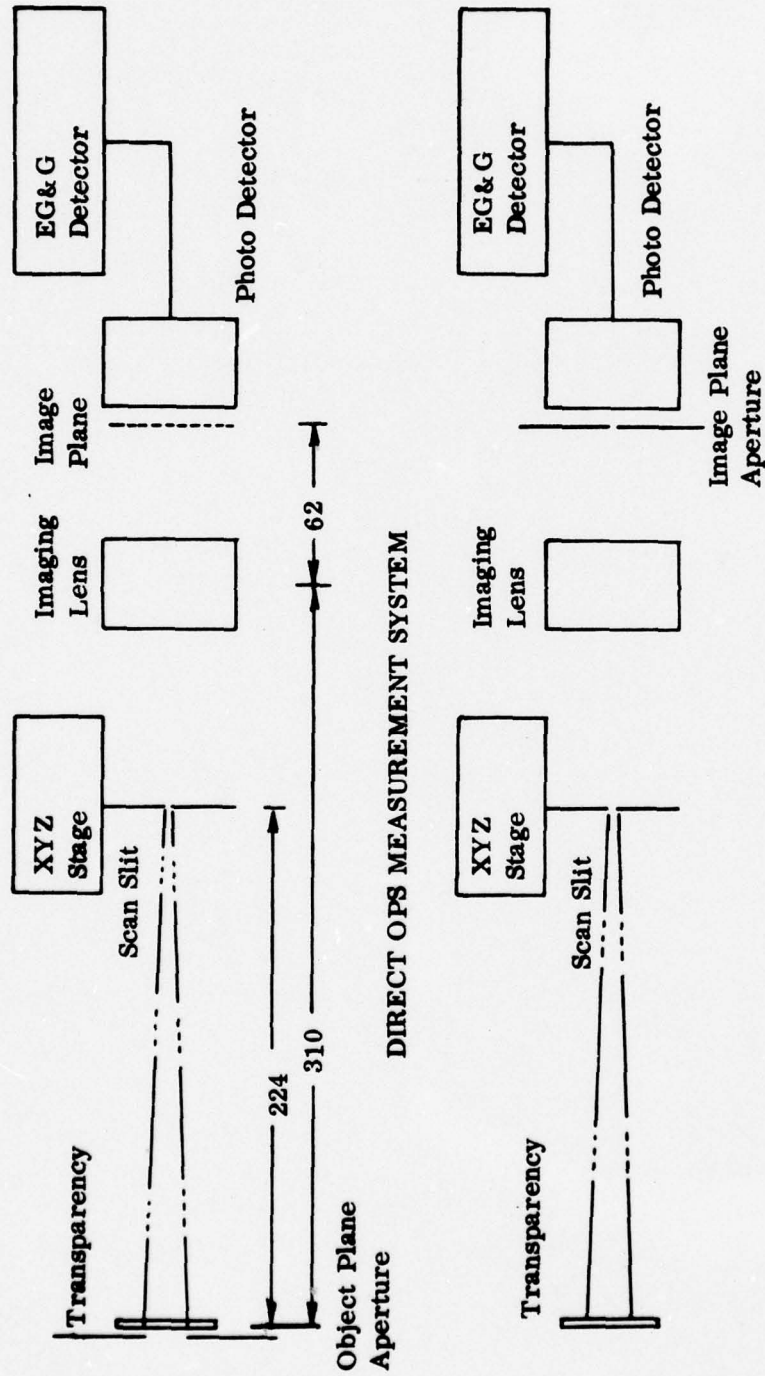 Transparency
XYZ
Stage
Imaging
Lens
Image
Plane
EG&G
Detector
Scan Slit
Photo Detector
224
310
62
Object Plane
Aperture
DIRECT OPS MEASUREMENT SYSTEM
Transparency
XYZ
Stage
Imaging
Lens
EG&G
Detector
Scan Slit
Photo Detector
Image Plane
Aperture